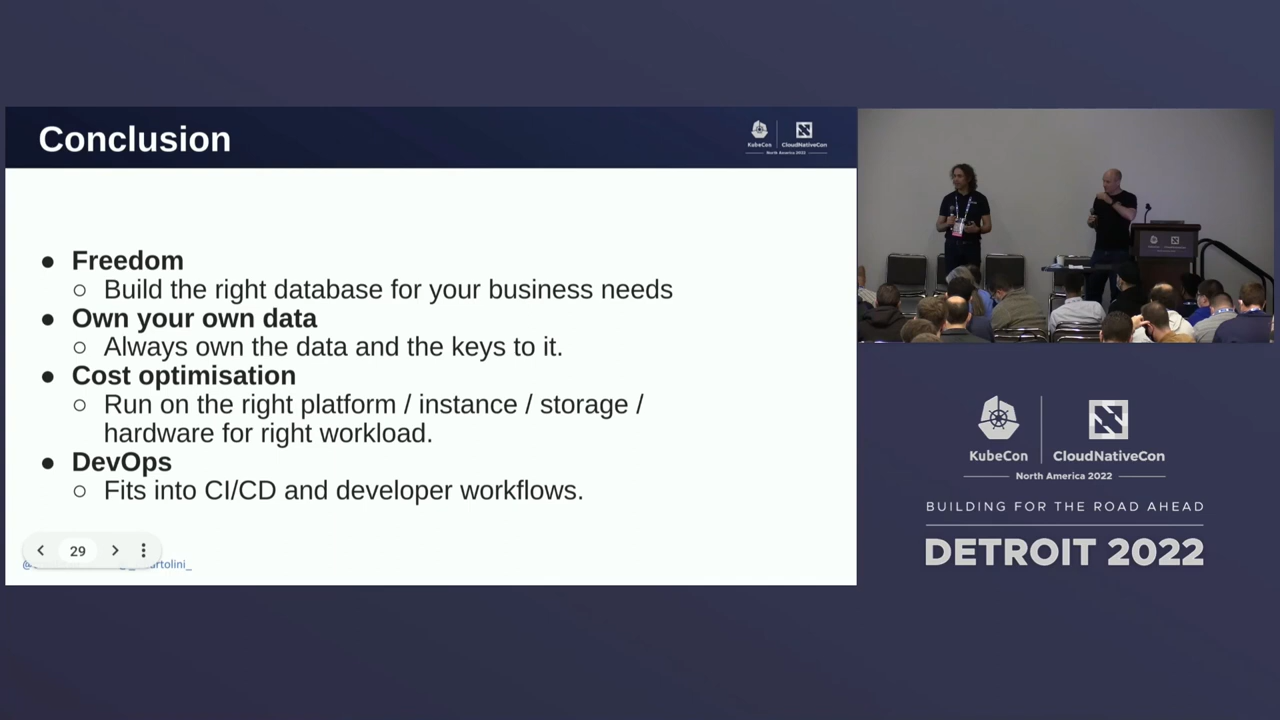 Conclusion
KubeCon
CloudNativeCon
North America 2022
● Freedom
○ Build the right database for your business needs
● Own your own data
○ Always own the data and the keys to it.
● Cost optimisation
○ Run on the right platform / instance / storage /
hardware for right workload.
● DevOps
○ Fits into CI/CD and developer workflows.
29
KubeCon
CloudNativeCon
North America 2022
BUILDING FOR THE ROAD AHEAD
DETROIT 2022